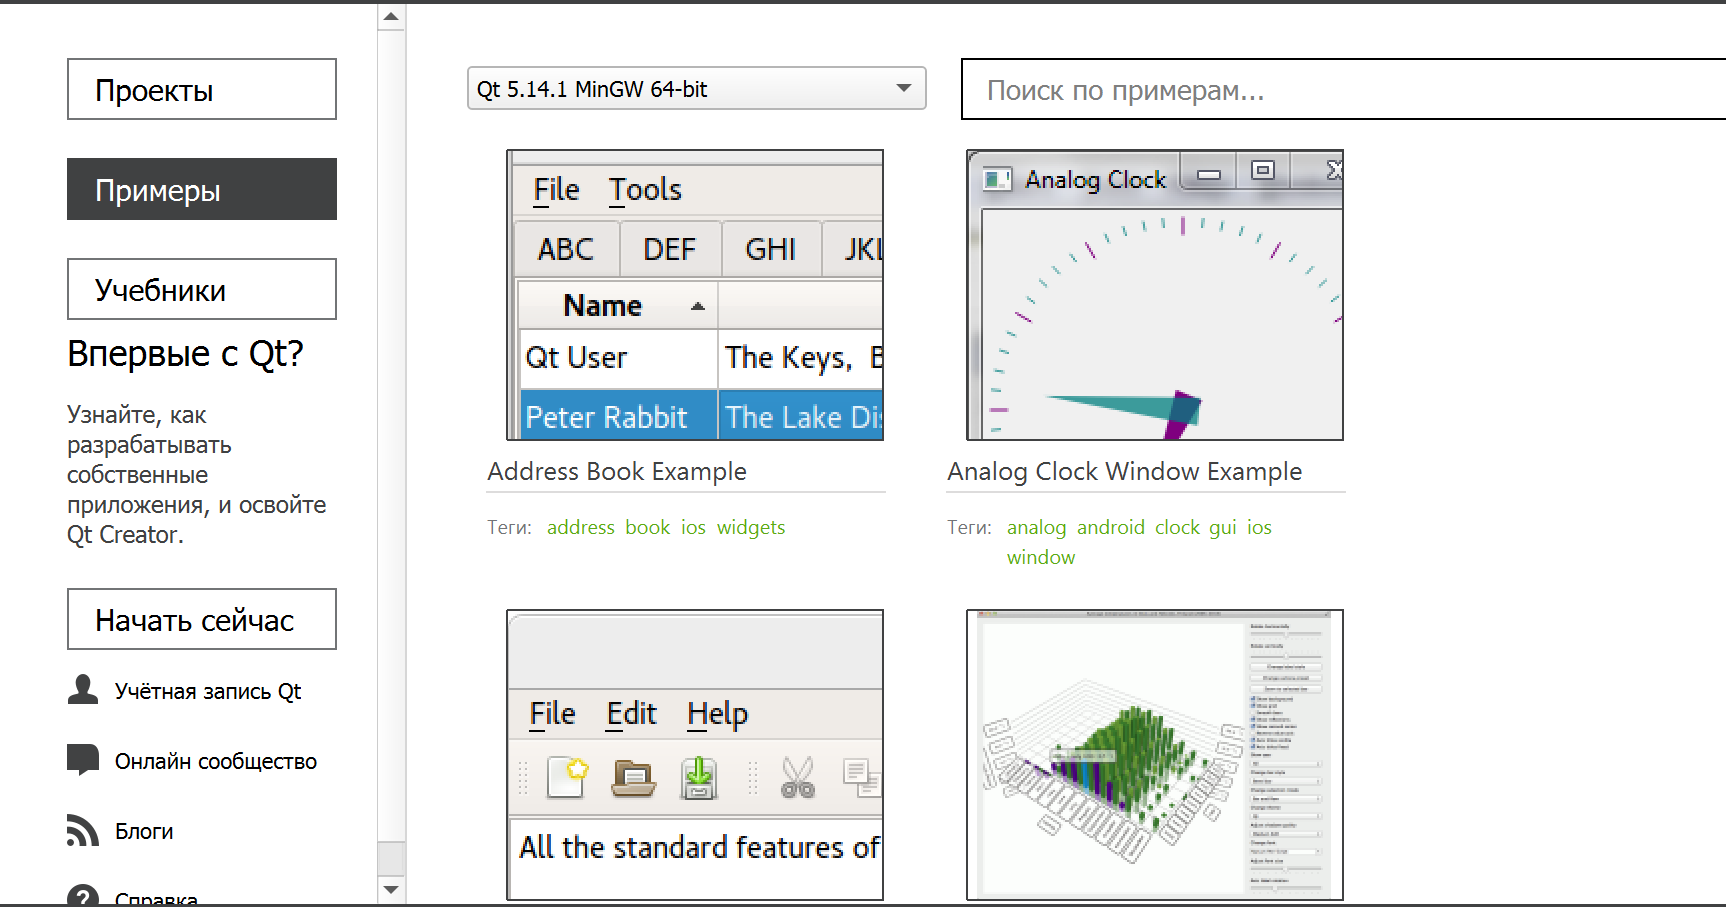 Проекты
Примеры
Учебники
Впервые с Qt?
Узнайте, как
разрабатывать
собственные
приложения, и освойте
Qt Creator.
Начать сейчас
Учётная запись Qt
Онлайн сообщество
Блоги
Справка
Qt 5.14.1 MinGW 64-bit
Поиск по примерам...
File Tools
ABC DEF GHI JKL
Name
Qt User The Keys, B
Peter Rabbit The Lake Dis
Address Book Example
Теги: address book ios widgets
Analog Clock
Analog Clock Window Example
Теги: analog android clock gui ios
window
File Edit Help
All the standard features of